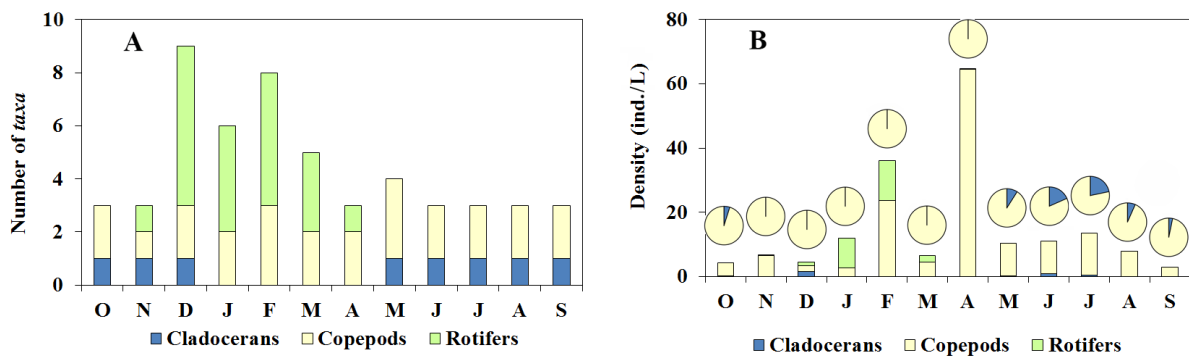 A
Number of taxa
10
8
6
4
2
0
O N D J F M A M J J A S
Cladocerans Copepods Rotifers
B
Density (ind./L)
80
60
40
20
0
O N D J F M A M J J A S
Cladocerans Copepods Rotifers